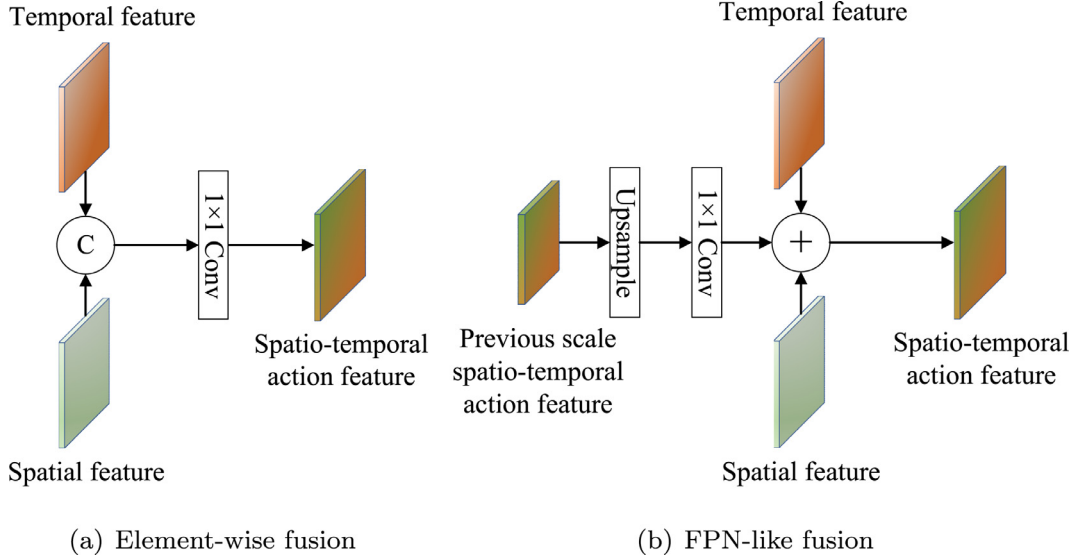 Temporal feature
C
1×1 Conv
Spatio-temporal
action feature
Spatial feature
(a) Element-wise fusion
Temporal feature
Previous scale
spatio-temporal
action feature
Upsample
1×1 Conv
+
Spatio-temporal
action feature
Spatial feature
(b) FPN-like fusion